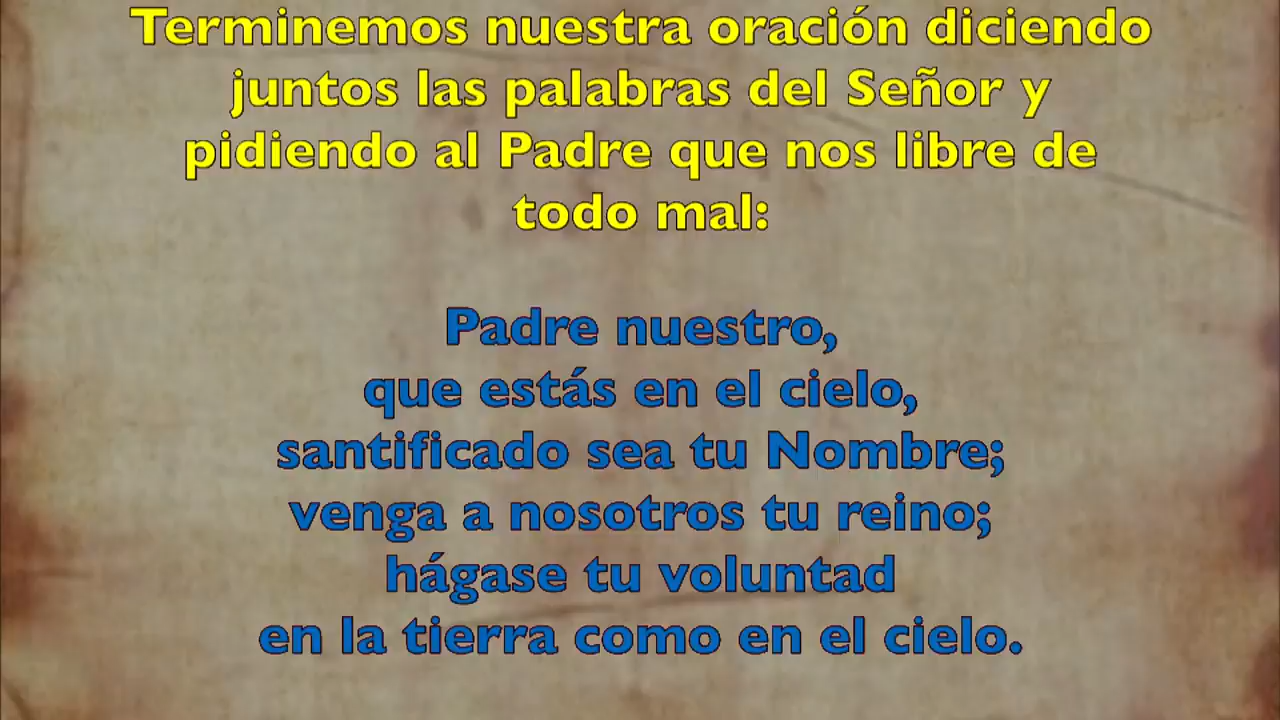 Terminemos nuestra oración diciendo
juntos las palabras del Señor y
pidiendo al Padre que nos libre de
todo mal:
Padre nuestro,
que estás en el cielo,
santificado sea tu Nombre;
venga a nosotros tu reino;
hágase tu voluntad
en la tierra como en el cielo.